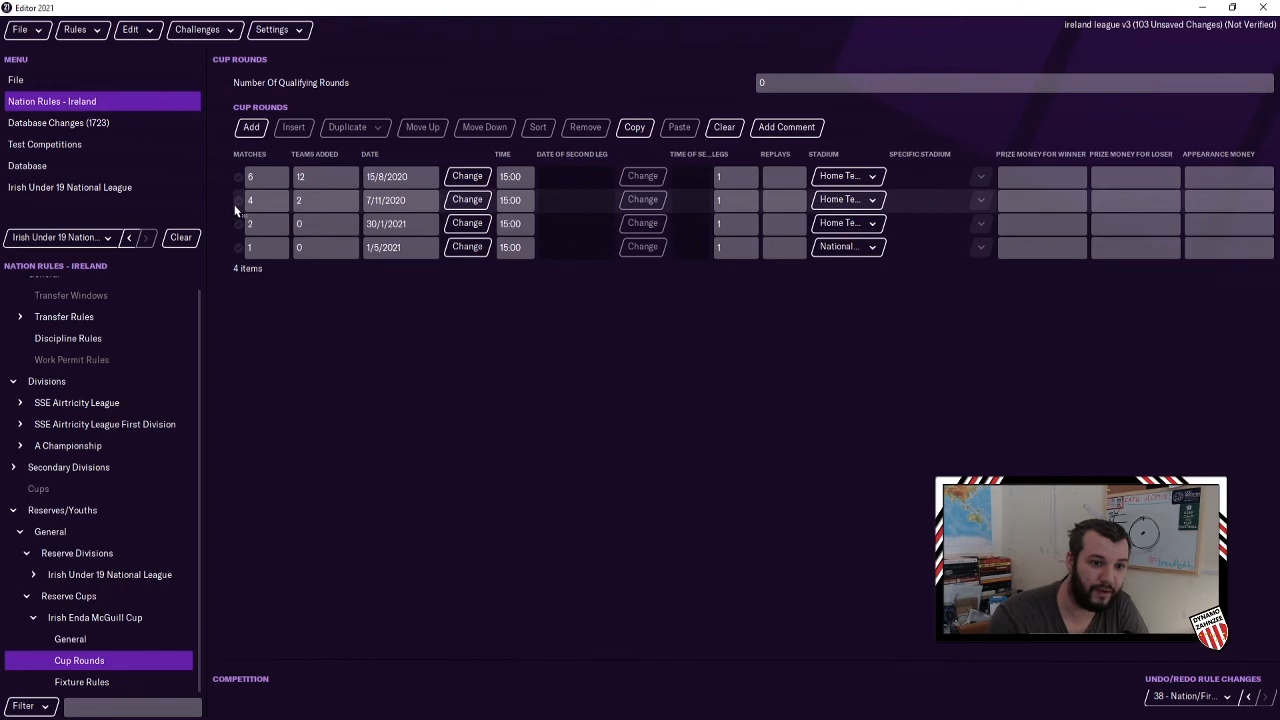 Editor 2021
File Rules Edit Challenges Settings
ireland league v3 (103 Unsaved Changes) (Not Verified)
MENU
File
Nation Rules - Ireland
Database Changes (1723)
Test Competitions
Database
Irish Under 19 National League
Irish Under 19 Nation... Clear
NATION RULES - IRELAND
General
Transfer Windows
Transfer Rules
Discipline Rules
Work Permit Rules
Divisions
SSE Airtricity League
SSE Airtricity League First Division
A Championship
Secondary Divisions
Cups
Reserves/Youths
General
Reserve Divisions
Irish Under 19 National League
Reserve Cups
Irish Enda McGuill Cup
General
Cup Rounds
Fixture Rules
Filter
CUP ROUNDS
Number Of Qualifying Rounds 0
CUP ROUNDS
Add Insert Duplicate Move Up Move Down Sort Remove Copy Paste Clear Add Comment
MATCHES TEAMS ADDED DATE TIME DATE OF SECOND LEG TIME OF SE... LEGS REPLAYS STADIUM SPECIFIC STADIUM PRIZE MONEY FOR WINNER PRIZE MONEY FOR LOSER APPEARANCE MONEY
6 12 15/8/2020 Change 15:00 Change 1 Home Te...
4 2 7/11/2020 Change 15:00 Change 1 Home Te...
2 0 30/1/2021 Change 15:00 Change 1 Home Te...
1 0 1/5/2021 Change 15:00 Change 1 National...
4 items
DYNAMO
ZAHNZEE
COMPETITION
UNDO/REDO RULE CHANGES
38 - Nation/Fir...